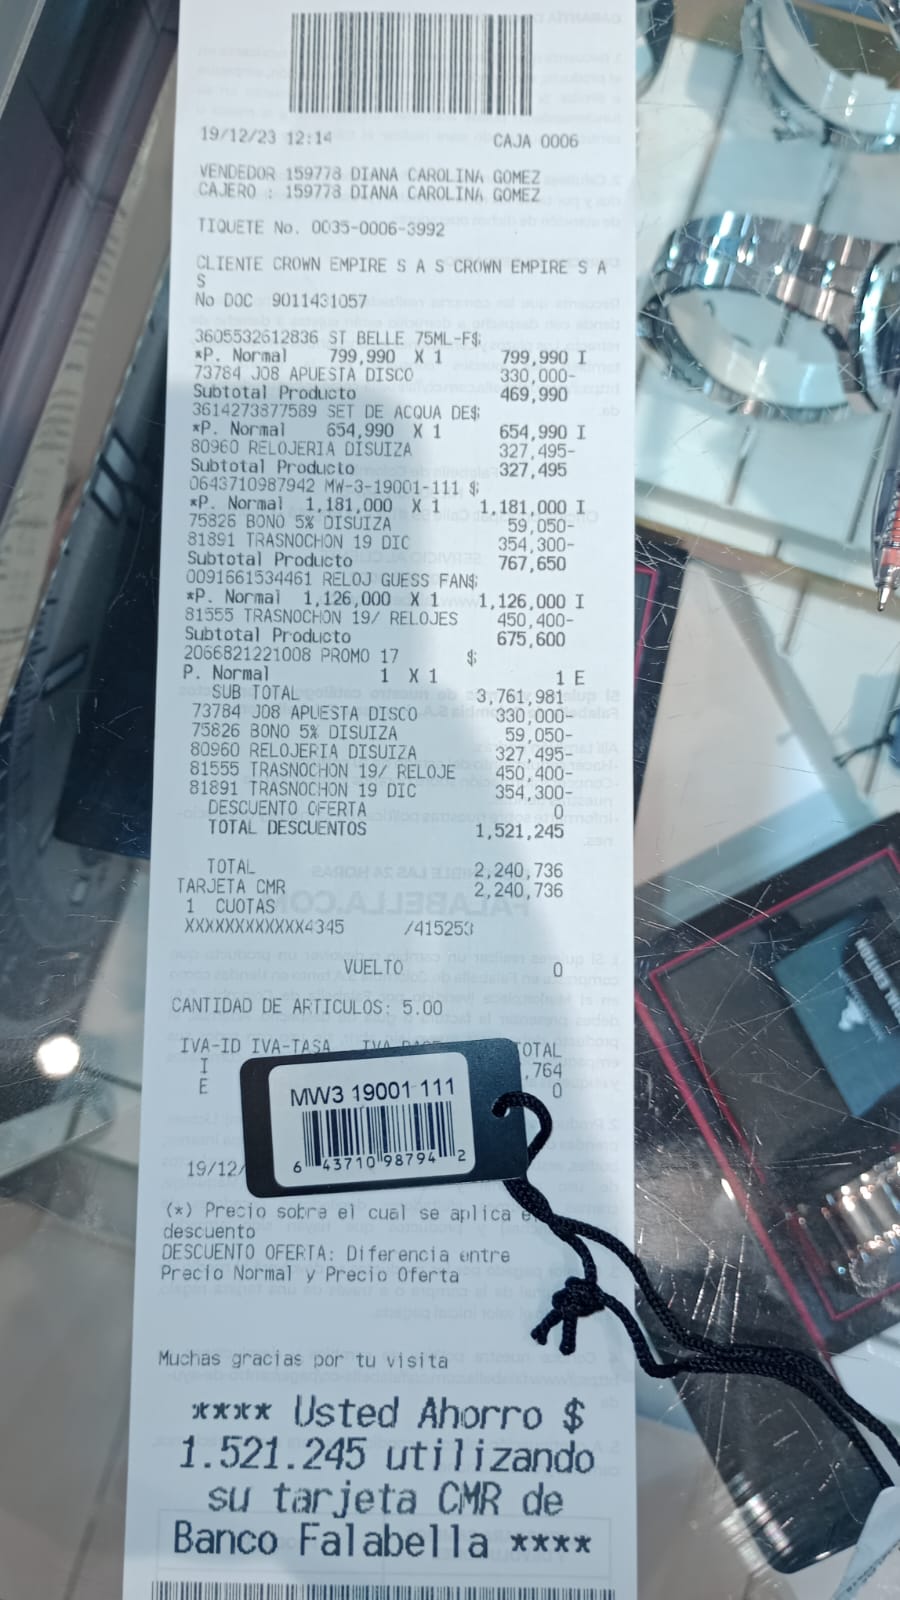 19/12/23 12:14 CAJA 0006
VENDEDOR 159778 DIANA CAROLINA GOMEZ
CAJERO : 159778 DIANA CAROLINA GOMEZ
TIQUETE No. 0035-0006-3992
CLIENTE CROWN EMPIRE S A S CROWN EMPIRE S A
S
No DOC 9011431057
3605532612836 ST BELLE 75ML-F$
*P. Normal 799,990 X 1 799,990 I
73784 J08 APUESTA DISCO 330,000-
Subtotal Producto 469,990
3614273877589 SET DE ACQUA DE$
*P. Normal 654,990 X 1 654,990 I
80960 RELOJERIA DISUIZA 327,495-
Subtotal Producto 327,495
0643710987942 MW-3-19001-111 $
*P. Normal 1,181,000 X 1 1,181,000 I
75826 BONO 5% DISUIZA 59,050-
81891 TRASNOCHON 19 DIC 354,300-
Subtotal Producto 767,650
0091661534461 RELOJ GUESS FAN$
*P. Normal 1,126,000 X 1 1,126,000 I
81555 TRASNOCHON 19/ RELOJES 450,400-
Subtotal Producto 675,600
2066821221008 PROMO 17 $
P. Normal 1 X 1 1 E
SUB TOTAL 3,761,981
73784 J08 APUESTA DISCO 330,000-
75826 BONO 5% DISUIZA 59,050-
80960 RELOJERIA DISUIZA 327,495-
81555 TRASNOCHON 19/ RELOJE 450,400-
81891 TRASNOCHON 19 DIC 354,300-
DESCUENTO OFERTA 0
TOTAL DESCUENTOS 1,521,245
TOTAL 2,240,736
TARJETA CMR 2,240,736
1 CUOTAS
XXXXXXXXXXXX4345 /415253
VUELTO 0
CANTIDAD DE ARTICULOS: 5.00
IVA-ID IVA-TASA
I ,764
E 0
MW3 19001 111
6 43710 98794 2
19/12/
(*) Precio sobre el cual se aplica
descuento
DESCUENTO OFERTA: Diferencia entre
Precio Normal y Precio Oferta
Muchas gracias por tu visita
**** Usted Ahorro $
1.521.245 utilizando
su tarjeta CMR de
Banco Falabella ****